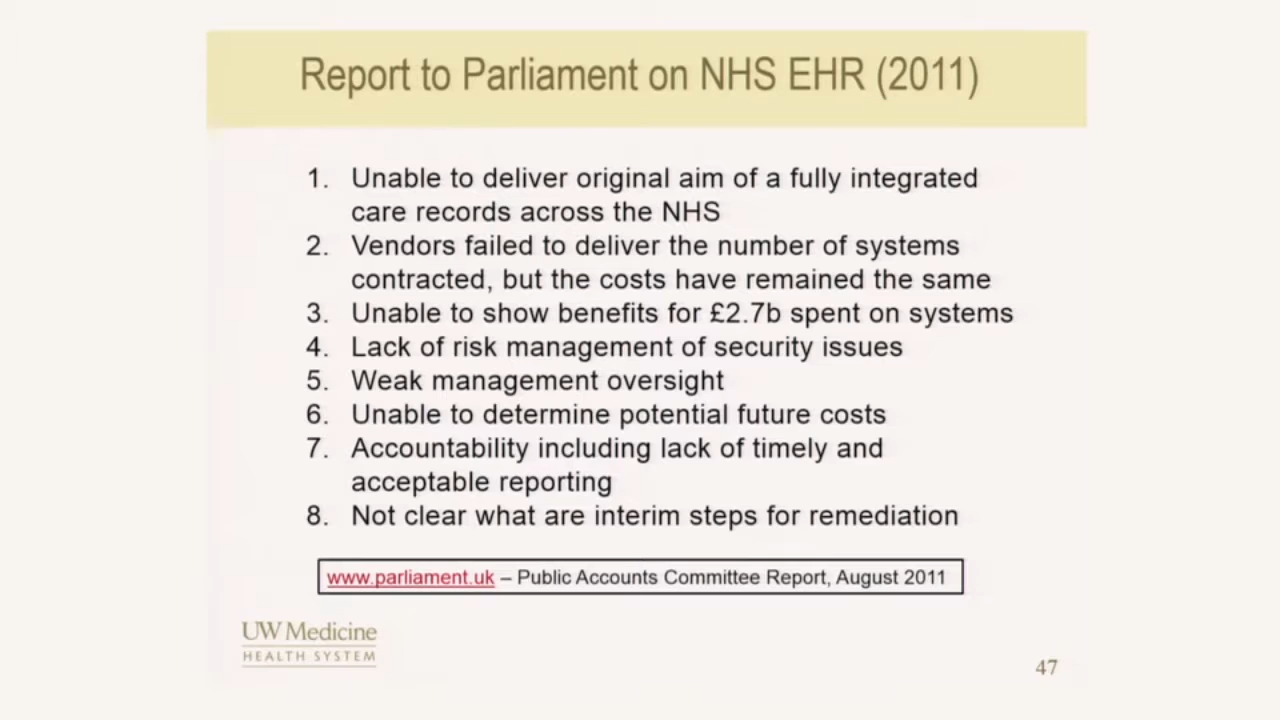 Report to Parliament on NHS EHR (2011)
1. Unable to deliver original aim of a fully integrated
care records across the NHS
2. Vendors failed to deliver the number of systems
contracted, but the costs have remained the same
3. Unable to show benefits for £2.7b spent on systems
4. Lack of risk management of security issues
5. Weak management oversight
6. Unable to determine potential future costs
7. Accountability including lack of timely and
acceptable reporting
8. Not clear what are interim steps for remediation
www.parliament.uk – Public Accounts Committee Report, August 2011
UW Medicine
HEALTH SYSTEM
47